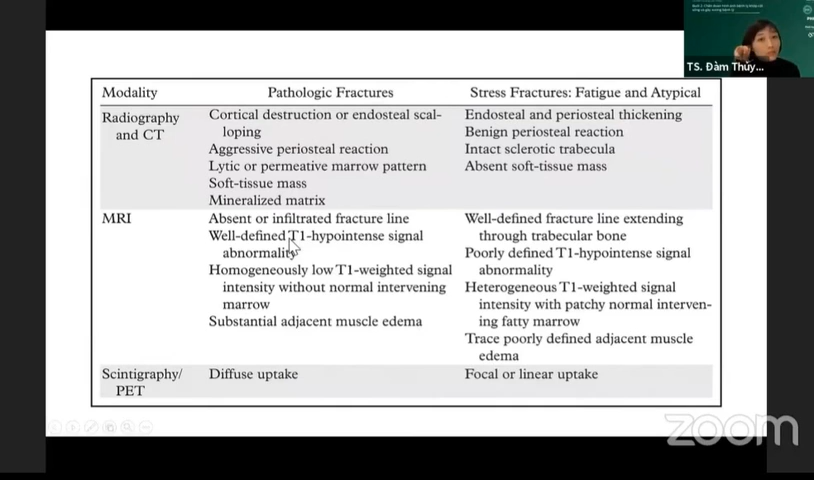 TS. Đàm Thủy...
Modality Pathologic Fractures Stress Fractures: Fatigue and Atypical
Radiography and CT
Cortical destruction or endosteal scal-
loping
Aggressive periosteal reaction
Lytic or permeative marrow pattern
Soft-tissue mass
Mineralized matrix
Endosteal and periosteal thickening
Benign periosteal reaction
Intact sclerotic trabecula
Absent soft-tissue mass
MRI
Absent or infiltrated fracture line
Well-defined T1-hypointense signal
abnormality
Homogeneously low T1-weighted signal
intensity without normal intervening
marrow
Substantial adjacent muscle edema
Well-defined fracture line extending
through trabecular bone
Poorly defined T1-hypointense signal
abnormality
Heterogeneous T1-weighted signal
intensity with patchy normal interven-
ing fatty marrow
Trace poorly defined adjacent muscle
edema
Scintigraphy/
PET
Diffuse uptake
Focal or linear uptake
zoom